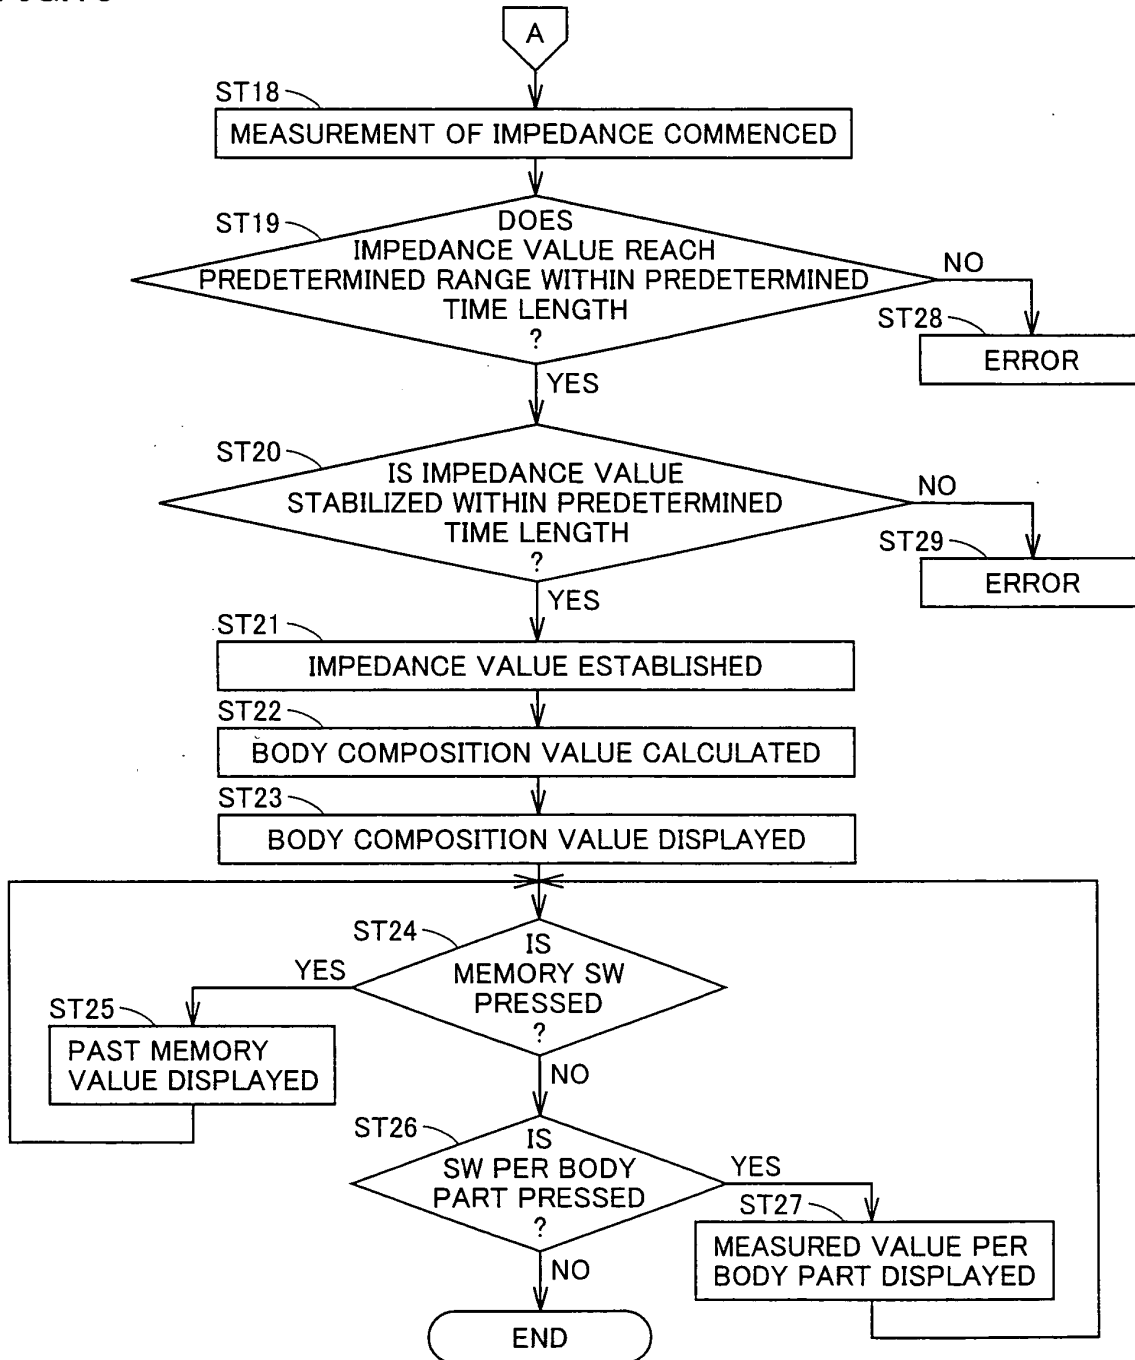 A
ST18
MEASUREMENT OF IMPEDANCE COMMENCED
ST19
DOES
IMPEDANCE VALUE REACH
PREDETERMINED RANGE WITHIN PREDETERMINED
TIME LENGTH
?
NO
ST28
ERROR
YES
ST20
IS IMPEDANCE VALUE
STABILIZED WITHIN PREDETERMINED
TIME LENGTH
?
NO
ST29
ERROR
YES
ST21
IMPEDANCE VALUE ESTABLISHED
ST22
BODY COMPOSITION VALUE CALCULATED
ST23
BODY COMPOSITION VALUE DISPLAYED
ST24
IS
MEMORY SW
PRESSED
?
YES
ST25
PAST MEMORY
VALUE DISPLAYED
NO
ST26
IS
SW PER BODY
PART PRESSED
?
YES
ST27
MEASURED VALUE PER
BODY PART DISPLAYED
NO
END